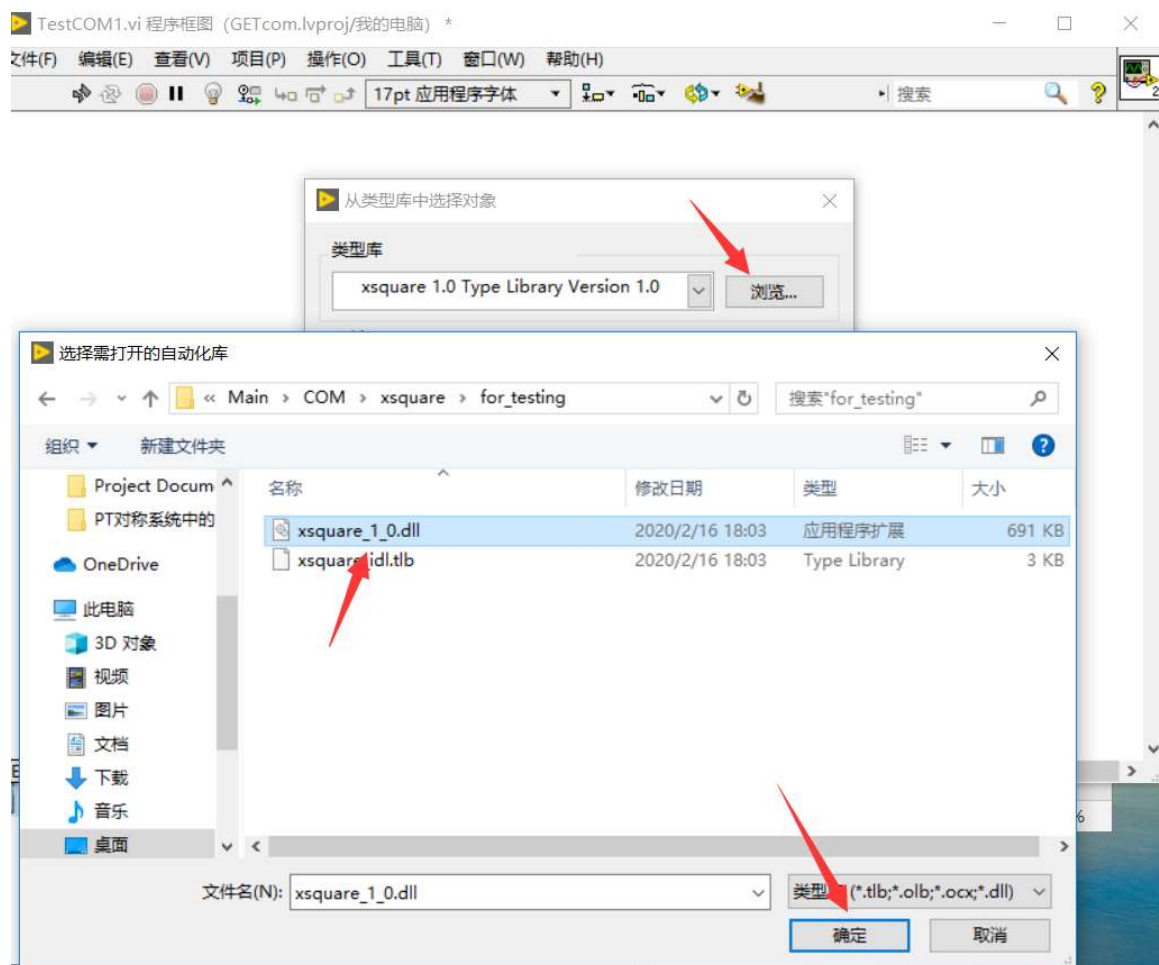 TestCOM1.vi 程序框图 (GETcom.lvproj/我的电脑) *
文件(F) 编辑(E) 查看(V) 项目(P) 操作(O) 工具(T) 窗口(W) 帮助(H)
17pt 应用程序字体 搜索
2
从类型库中选择对象
类型库
xsquare 1.0 Type Library Version 1.0 浏览...
选择需打开的自动化库
« Main › COM › xsquare › for_testing 搜索"for_testing"
组织 新建文件夹
Project Docum 名称 修改日期 类型 大小
PT对称系统中的 xsquare_1_0.dll 2020/2/16 18:03 应用程序扩展 691 KB
OneDrive xsquare_idl.tlb 2020/2/16 18:03 Type Library 3 KB
此电脑
3D 对象
视频
图片
文档
下载
音乐
桌面
文件名(N): xsquare_1_0.dll (*.tlb;*.olb;*.ocx;*.dll)
确定 取消